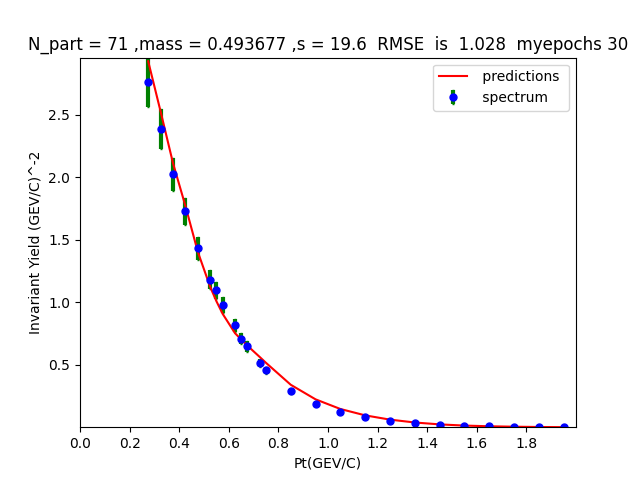 N_part = 71 ,mass = 0.493677 ,s = 19.6  RMSE  is  1.028  myepochs 30
predictions
spectrum
Invariant Yield (GEV/C)^-2
2.5
2.0
1.5
1.0
0.5
0.0 0.2 0.4 0.6 0.8 1.0 1.2 1.4 1.6 1.8
Pt(GEV/C)